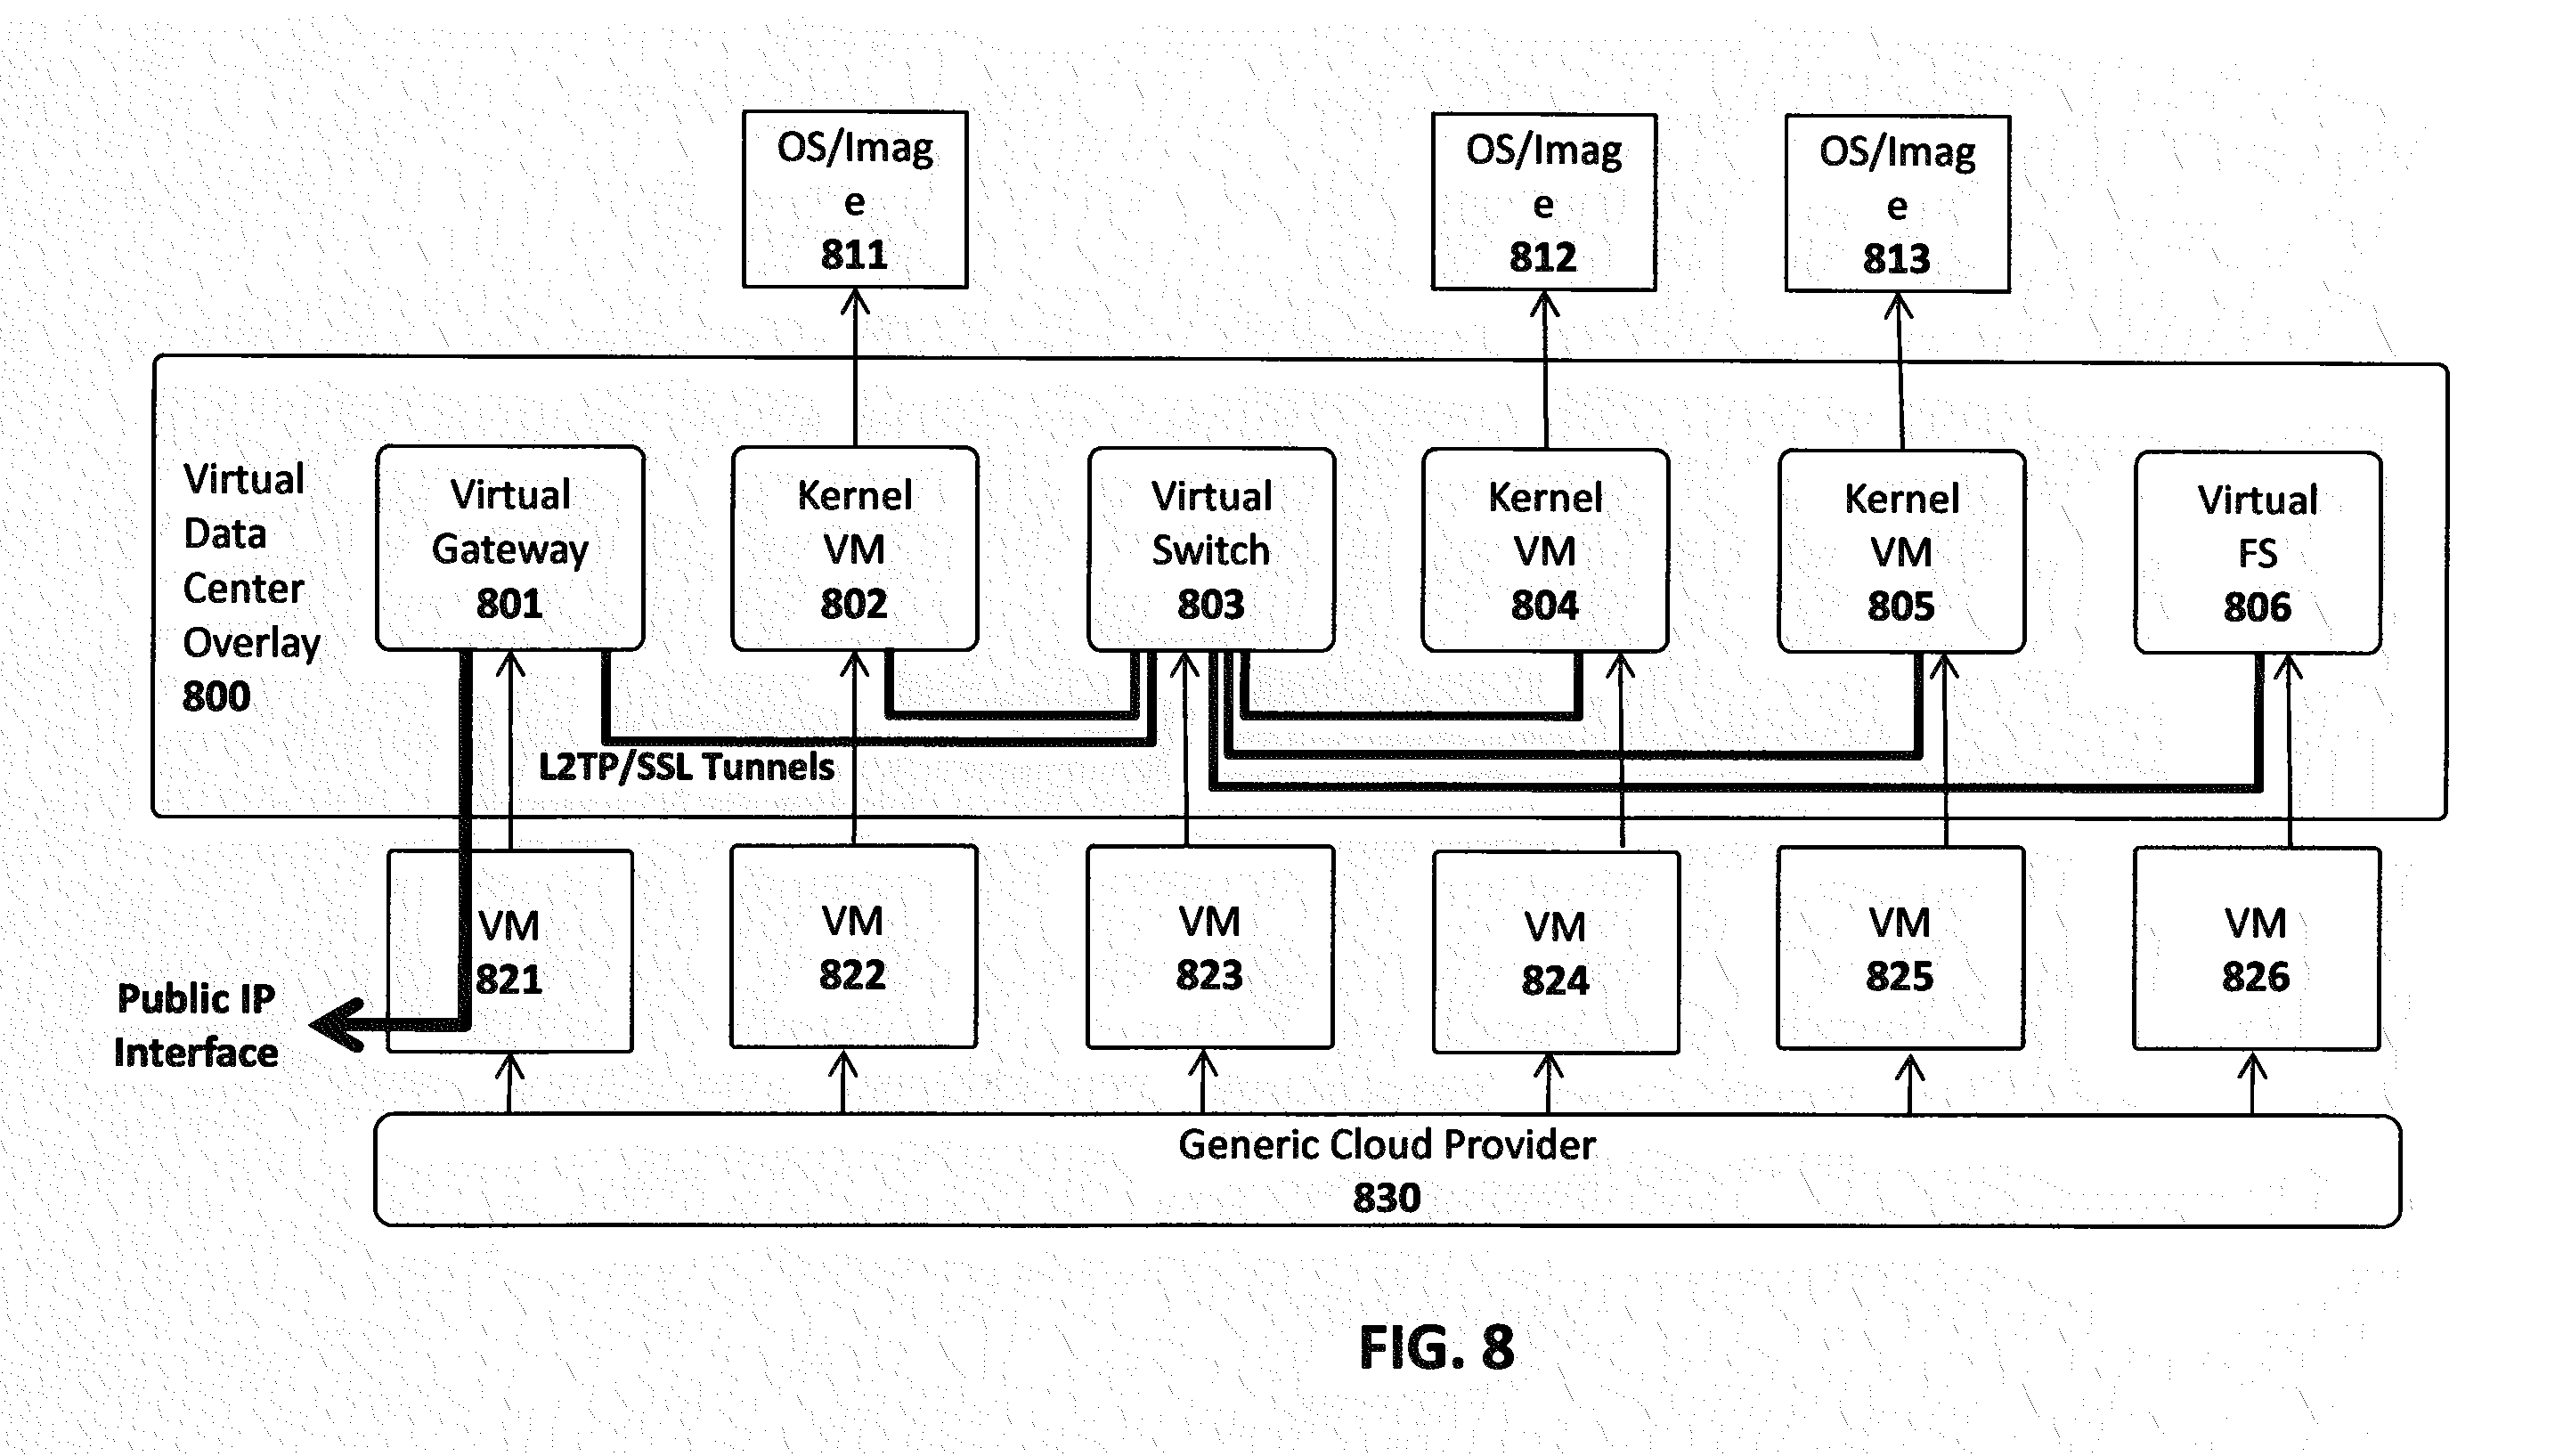 OS/Imag
e
811
OS/Imag
e
812
OS/Imag
e
813
Virtual
Data
Center
Overlay
800
Virtual
Gateway
801
Kernel
VM
802
Virtual
Switch
803
Kernel
VM
804
Kernel
VM
805
Virtual
FS
806
L2TP/SSL Tunnels
VM
821
VM
822
VM
823
VM
824
VM
825
VM
826
Public IP
Interface
Generic Cloud Provider
830
FIG. 8